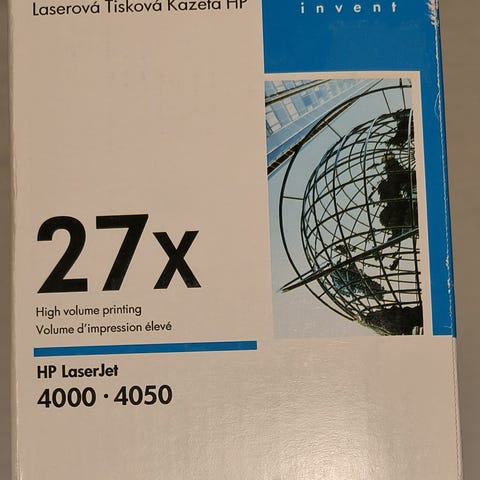 Laserová Tisková Kazeta HP
invent
27x
High volume printing
Volume d'impression élevé
HP LaserJet
4000 · 4050